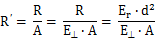 R' = R/A = R/(E⊥ · A) = (Er · d²)/(E⊥ · A)